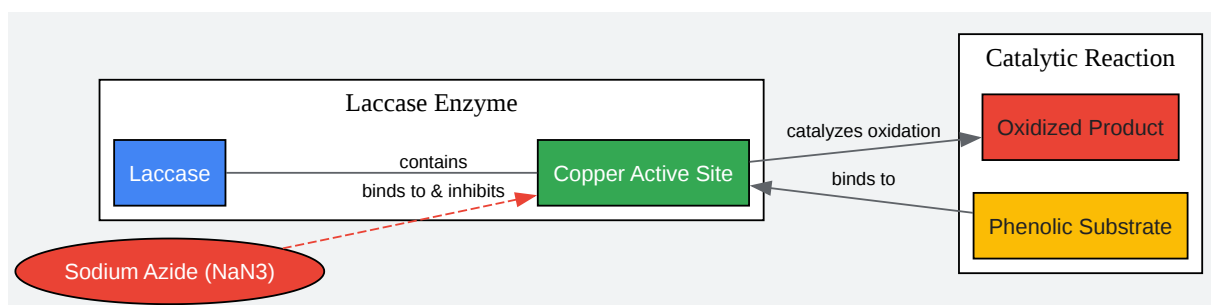 Catalytic Reaction
Laccase Enzyme
Oxidized Product
catalyzes oxidation
Laccase
contains
Copper Active Site
binds to
binds to & inhibits
Phenolic Substrate
Sodium Azide (NaN3)